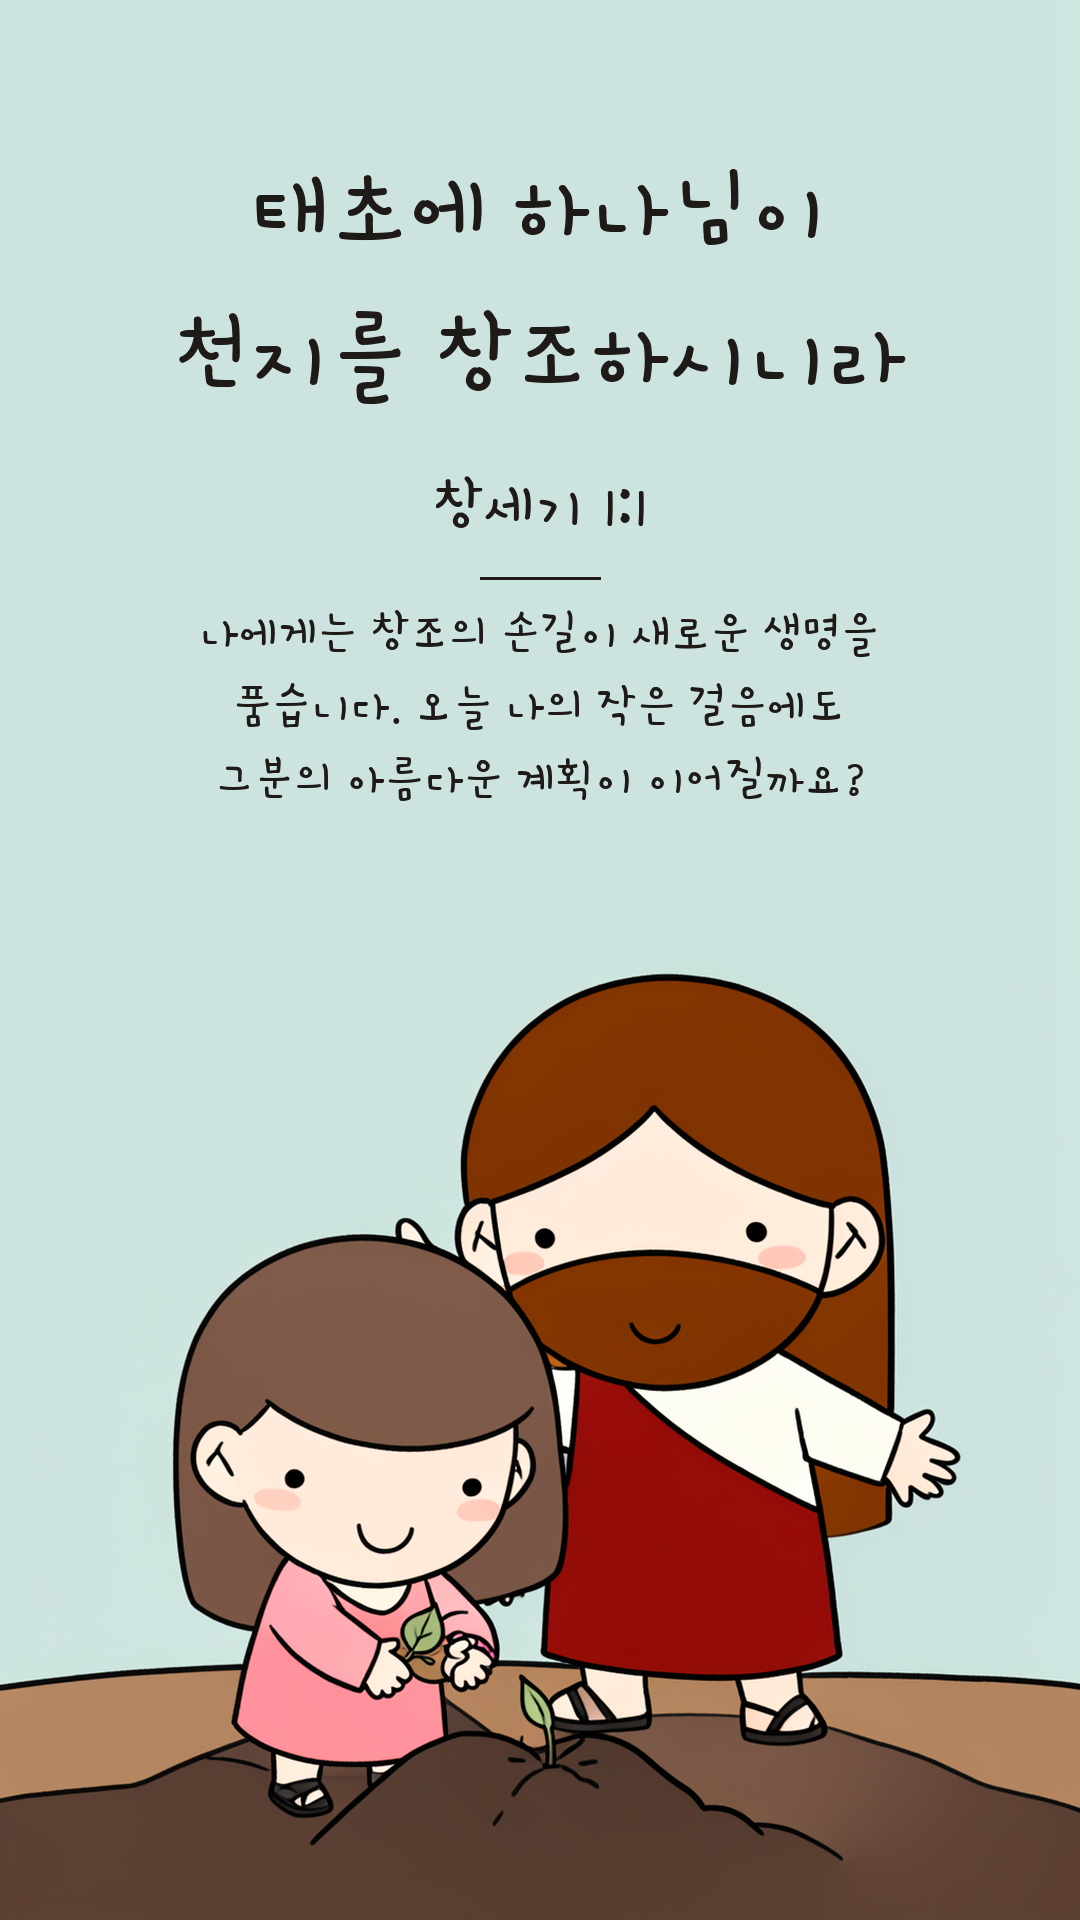 태초에 하나님이
천지를 창조하시니라
창세기 1:1
나에게는 창조의 손길이 새로운 생명을
품습니다. 오늘 나의 작은 걸음에도
그분의 아름다운 계획이 이어질까요?